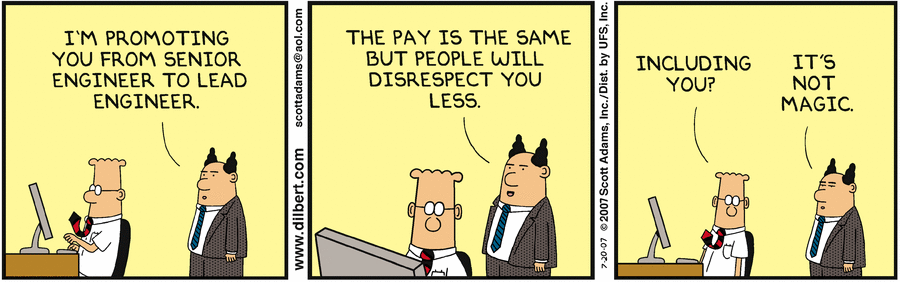 I'M PROMOTING
YOU FROM SENIOR
ENGINEER TO LEAD
ENGINEER.
www.dilbert.com
scottadams@aol.com
THE PAY IS THE SAME
BUT PEOPLE WILL
DISRESPECT YOU
LESS.
7-20-07 © 2007 Scott Adams, Inc./Dist. by UFS, Inc.
INCLUDING
YOU?
IT'S
NOT
MAGIC.